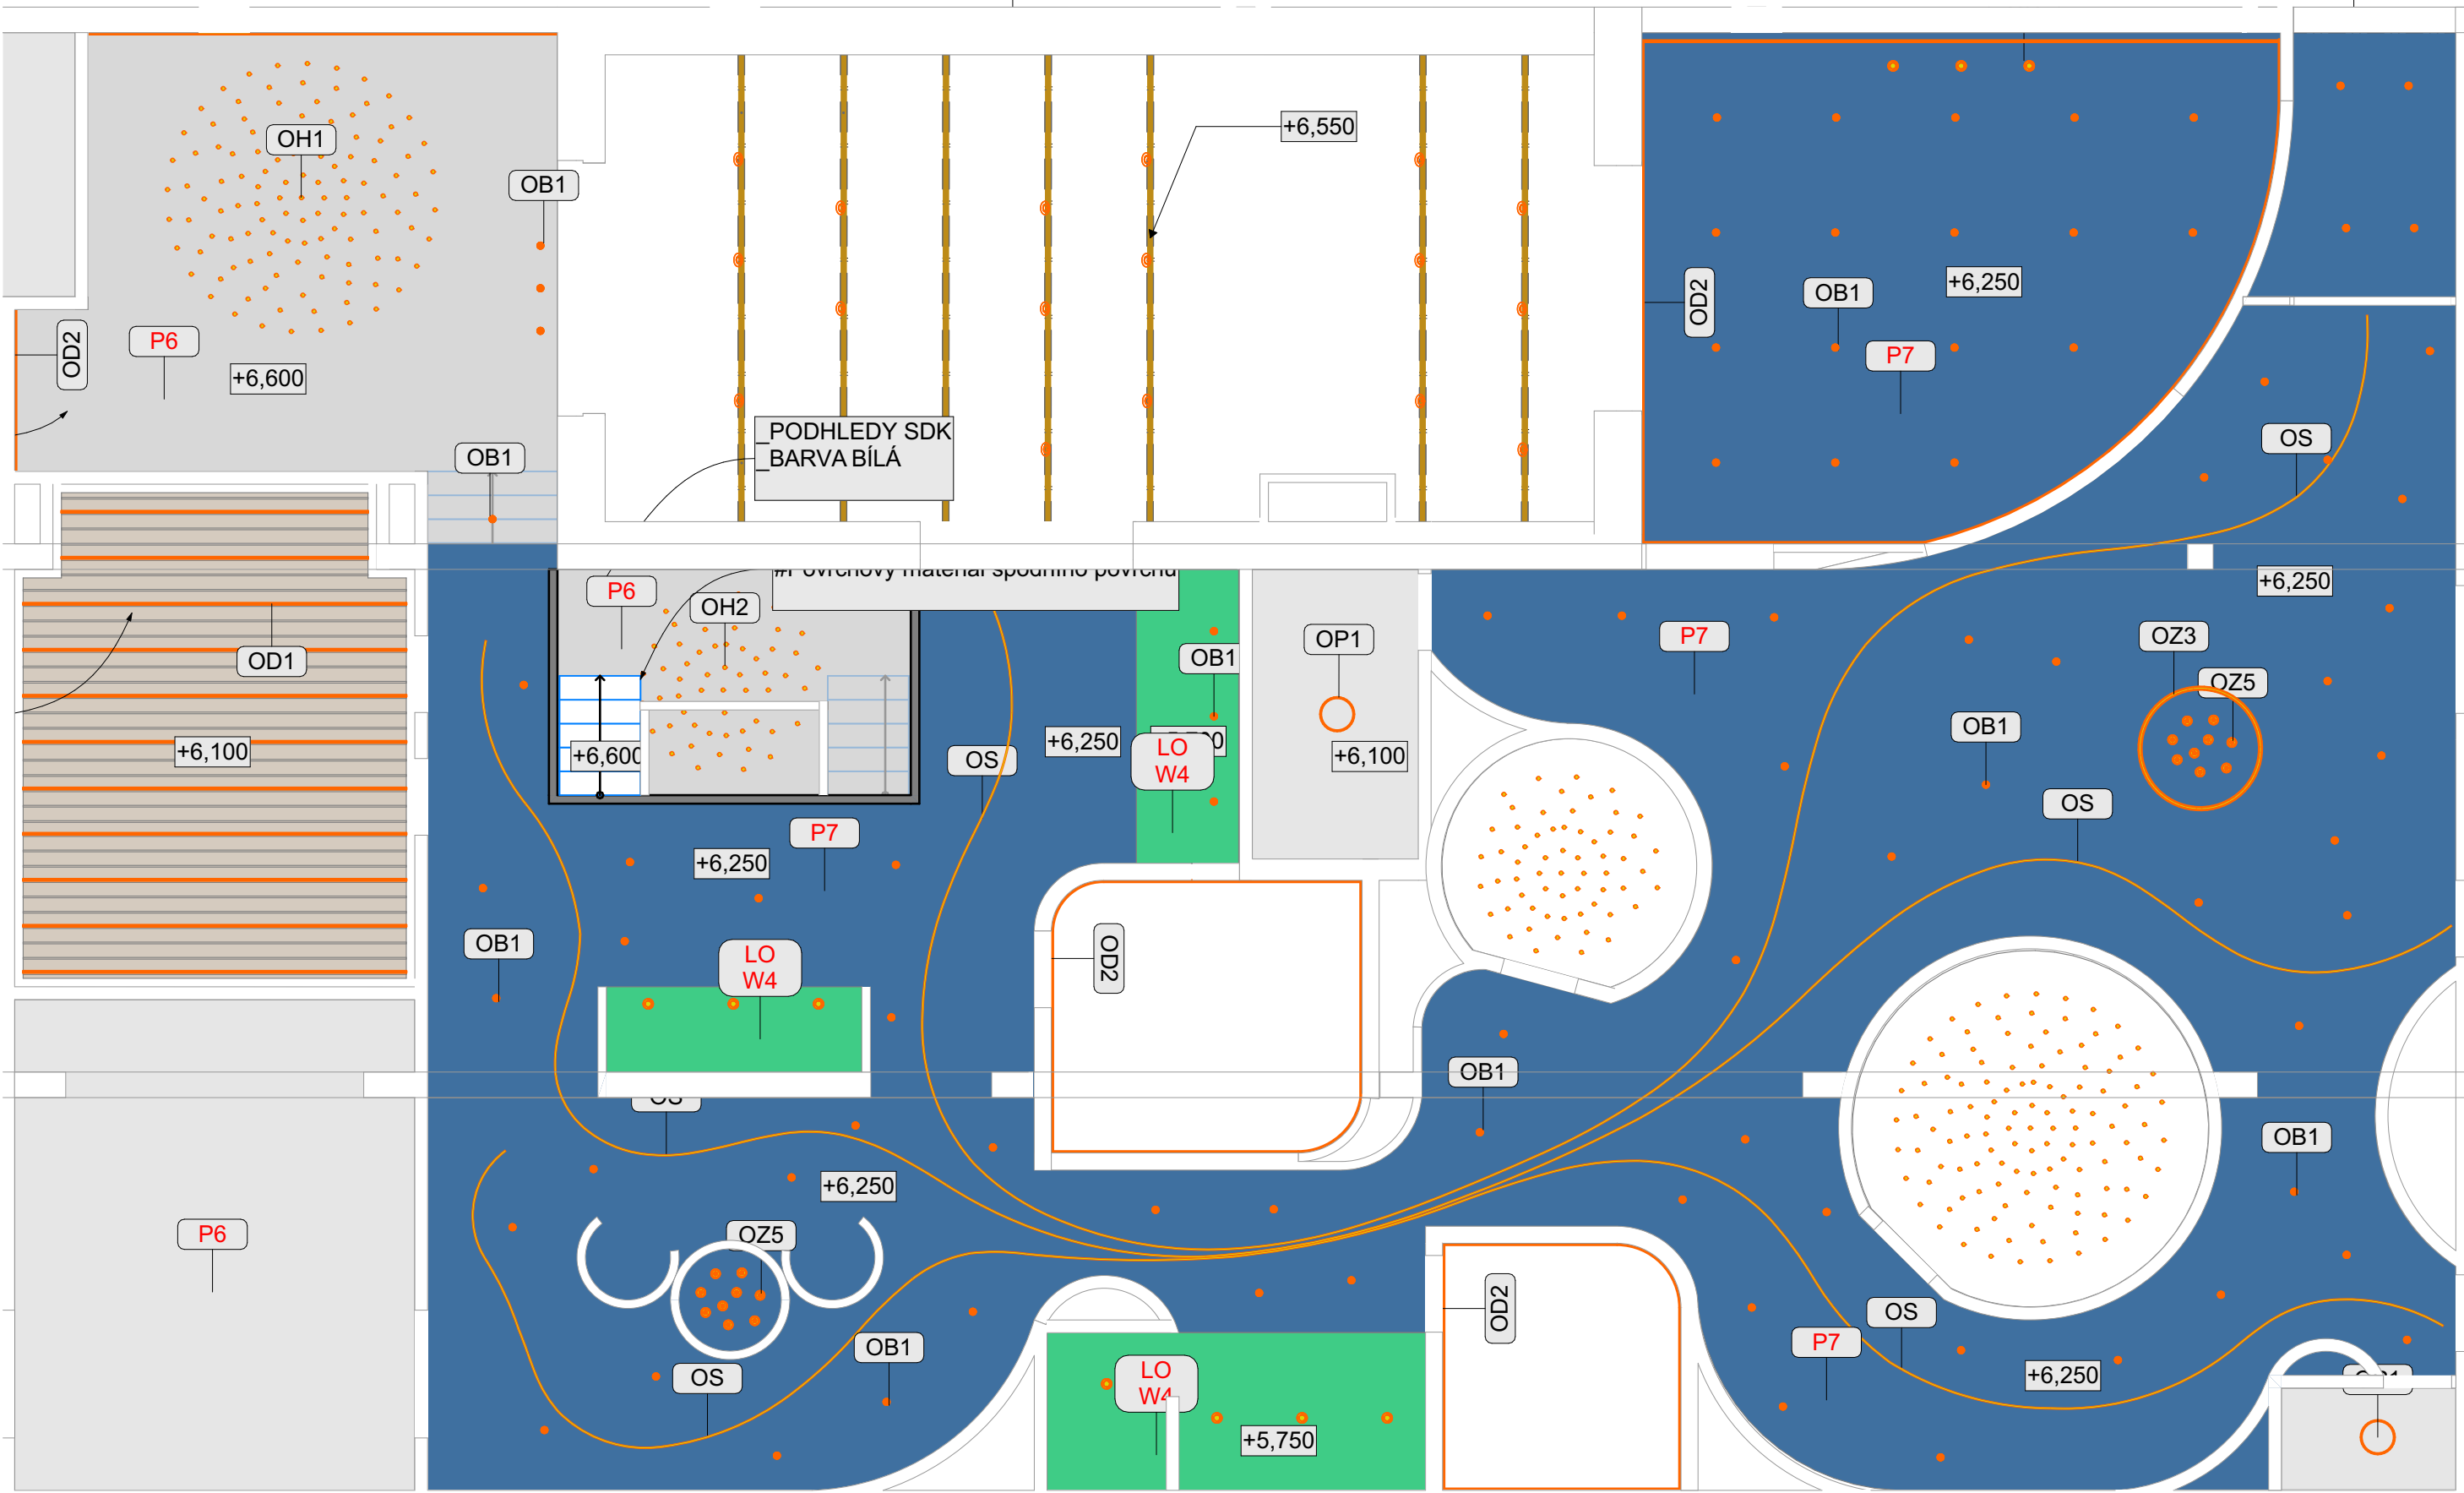 OH1
+6,550
OB1
OD2
P6
+6,600
OD2
OB1
+6,250
P7
_PODHLEDY SDK
_BARVA BÍLÁ
OB1
OS
P6
OH2
+6,250
OD1
OP1
P7
OZ3
OZ5
OB1
OB1
+6,100
+6,600
OS
+6,250
LO
W4
+6,100
OS
P7
+6,250
OB1
LO
W4
OD2
OB1
OS
OB1
+6,250
P6
OZ5
OD2
OS
P7
OB1
OS
+6,250
LO
W4
+5,750